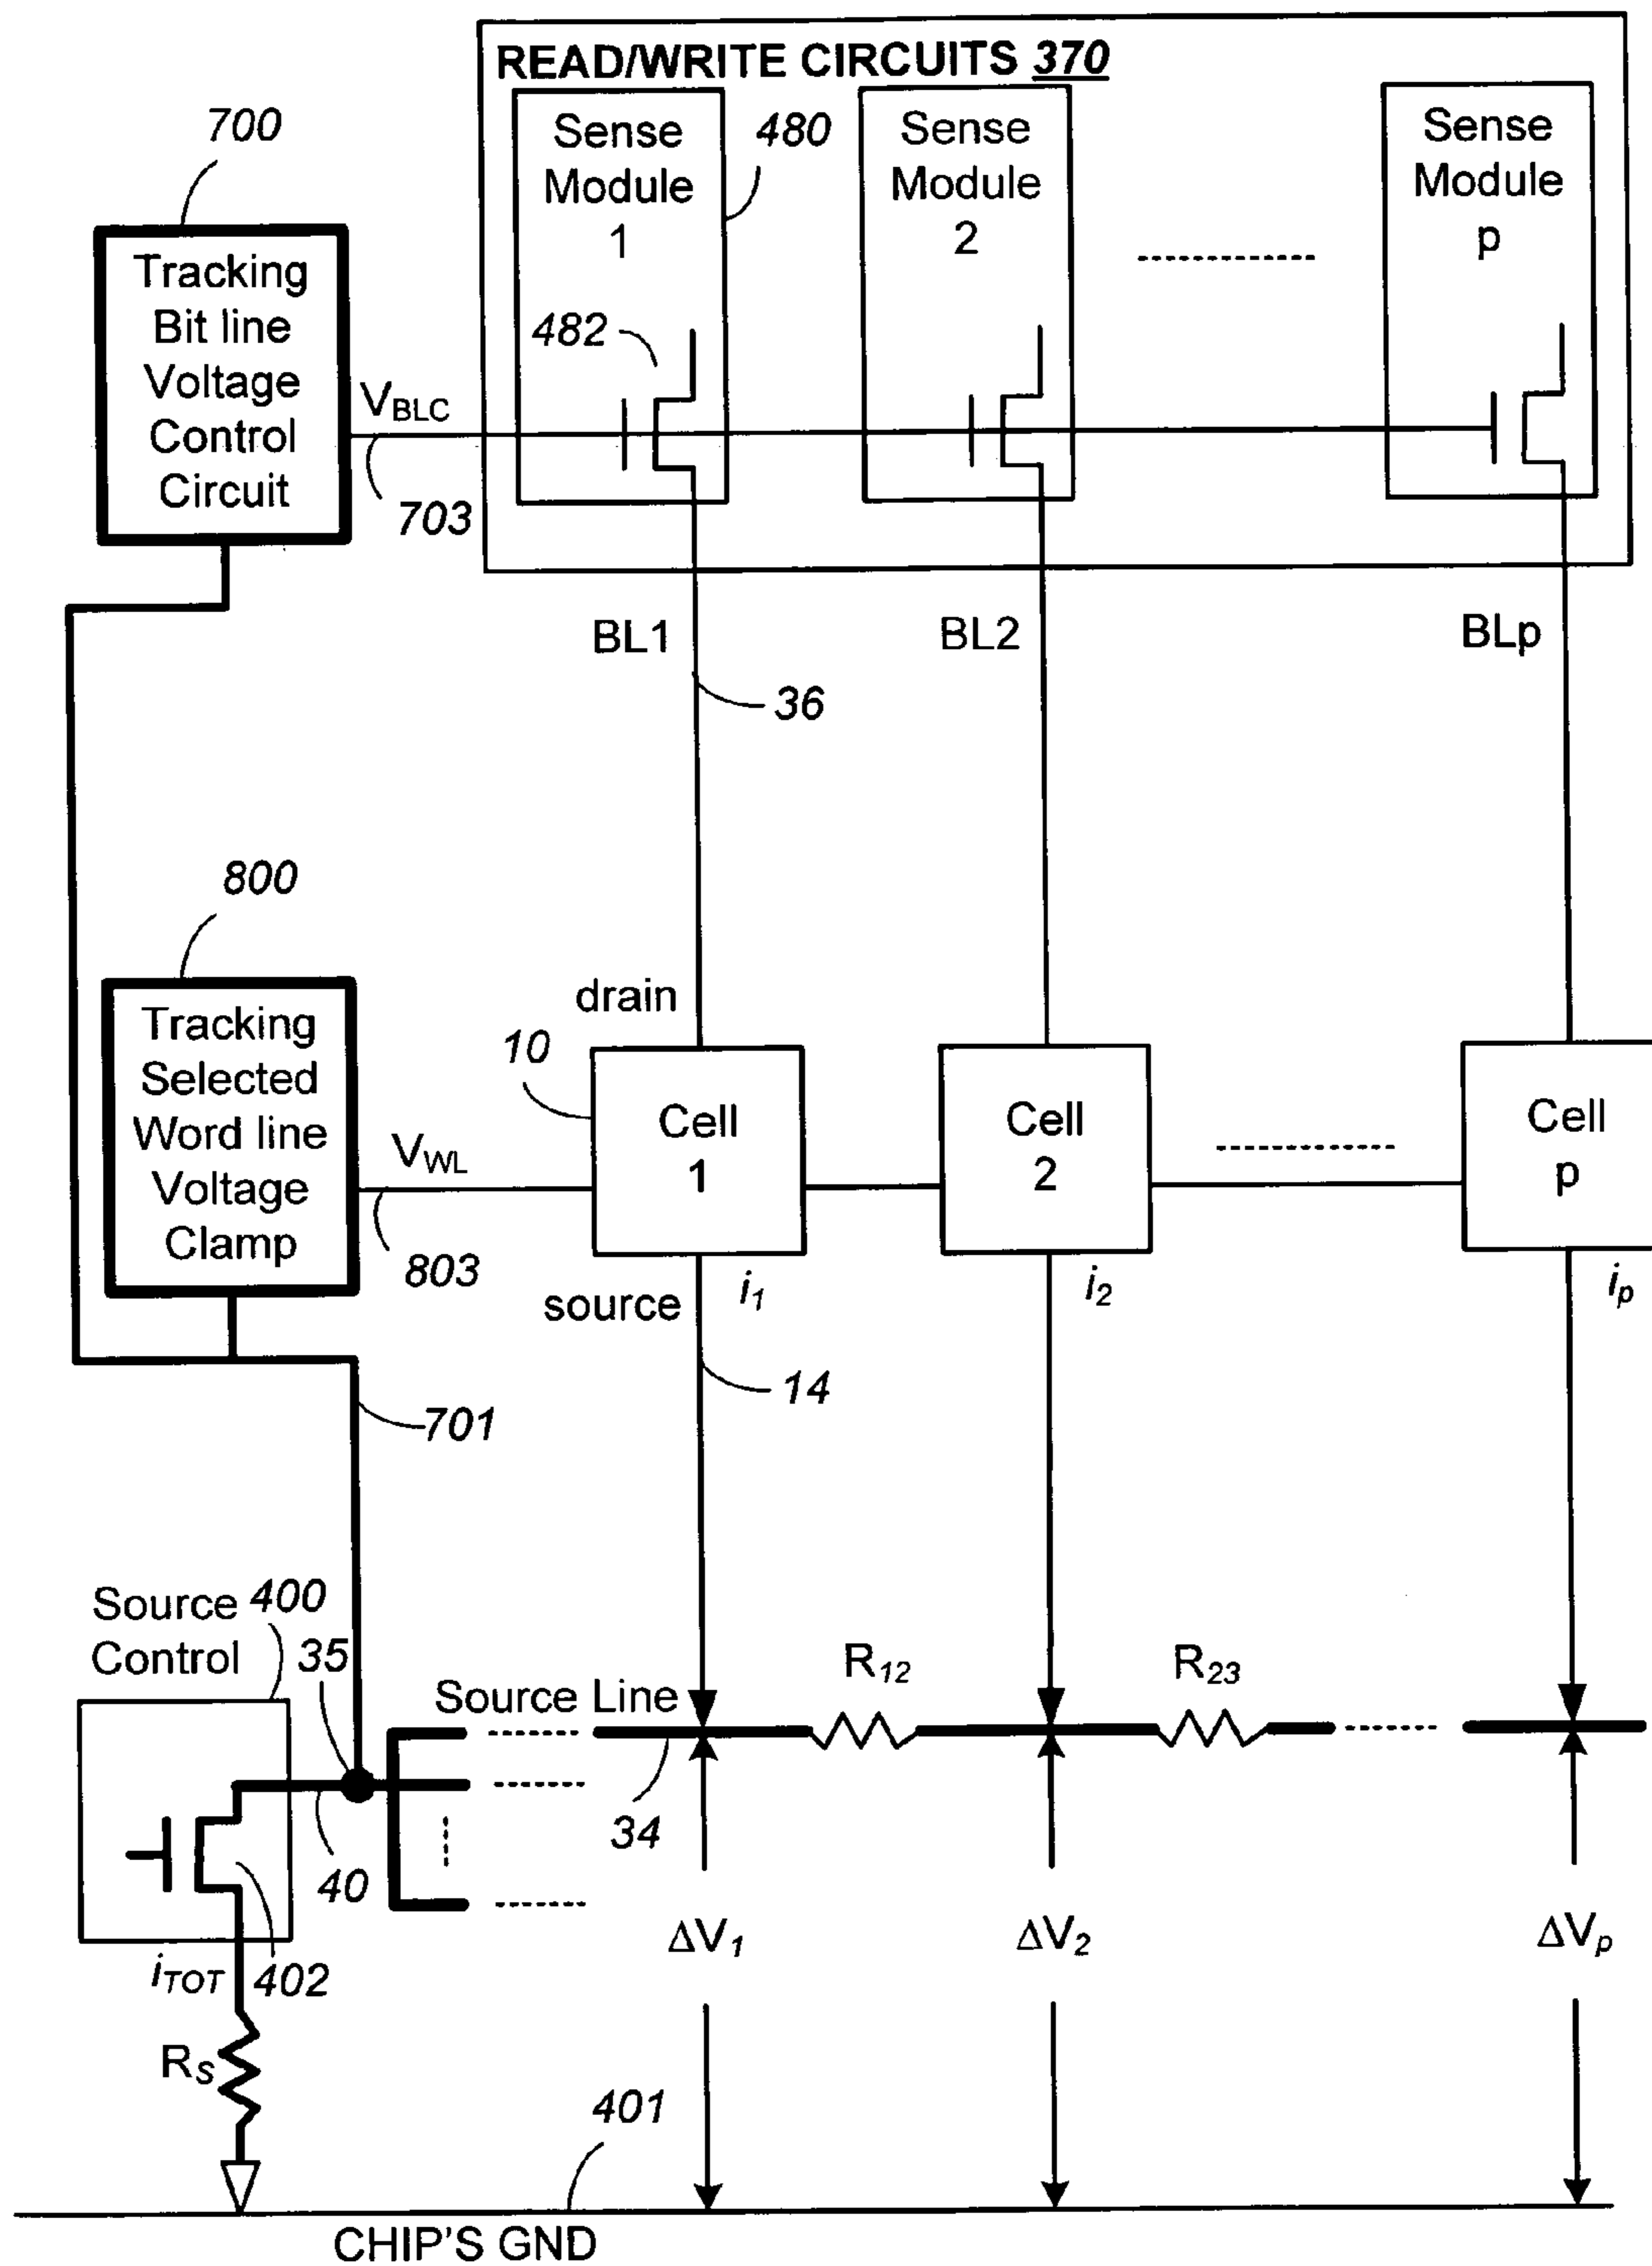 READ/WRITE CIRCUITS 370
700
Sense
Module
1
480
Sense
Module
2
Sense
Module
p
Tracking
Bit line
Voltage
Control
Circuit
482
VBLC
703
BL1
BL2
BLp
36
800
drain
10
Tracking
Selected
Word line
Voltage
Clamp
Cell
1
Cell
2
Cell
p
VWL
803
source
i1
i2
ip
14
701
Source
Control
400
35
Source Line
R12
R23
34
40
ΔV1
ΔV2
ΔVp
iTOT
402
RS
401
CHIP'S GND